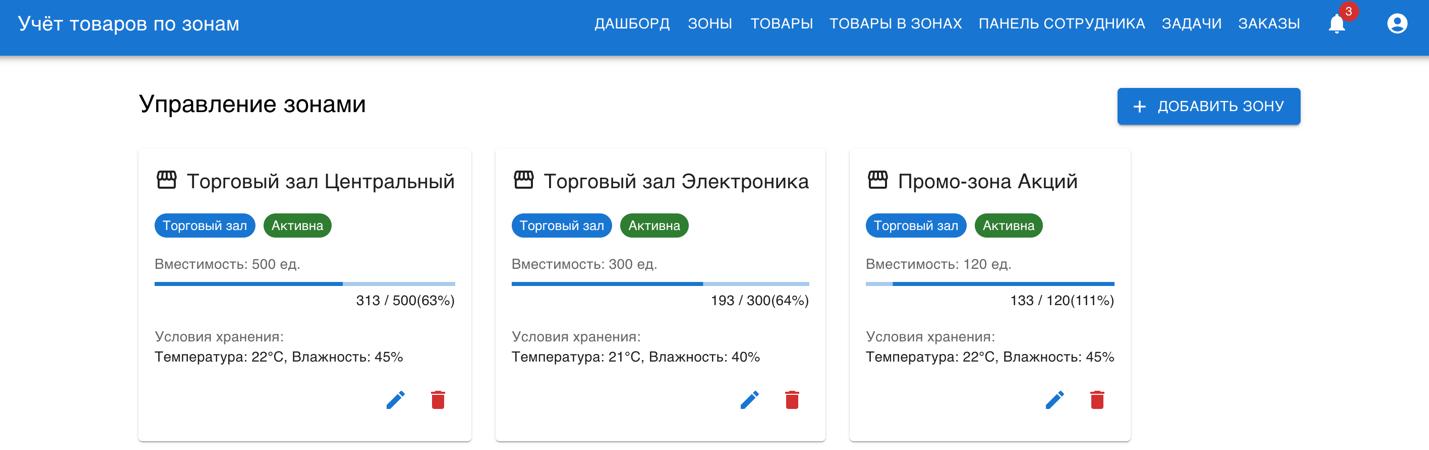 Учёт товаров по зонам
ДАШБОРД ЗОНЫ ТОВАРЫ ТОВАРЫ В ЗОНАХ ПАНЕЛЬ СОТРУДНИКА ЗАДАЧИ ЗАКАЗЫ 3
Управление зонами
+ ДОБАВИТЬ ЗОНУ
Торговый зал Центральный
Торговый зал Активна
Вместимость: 500 ед.
313 / 500(63%)
Условия хранения:
Температура: 22°C, Влажность: 45%
Торговый зал Электроника
Торговый зал Активна
Вместимость: 300 ед.
193 / 300(64%)
Условия хранения:
Температура: 21°C, Влажность: 40%
Промо-зона Акций
Торговый зал Активна
Вместимость: 120 ед.
133 / 120(111%)
Условия хранения:
Температура: 22°C, Влажность: 45%